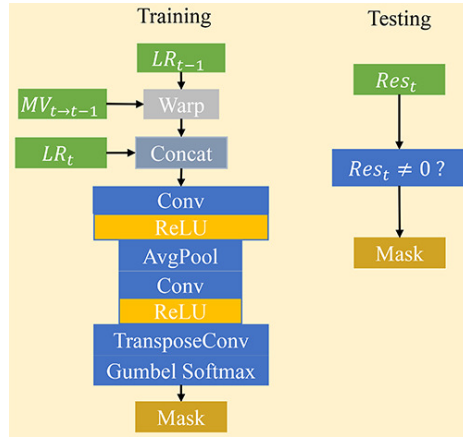 Training
LR_{t-1}
MV_{t→t-1}
Warp
LR_t
Concat
Conv
ReLU
AvgPool
Conv
ReLU
TransposeConv
Gumbel Softmax
Mask
Testing
Res_t
Res_t ≠ 0 ?
Mask